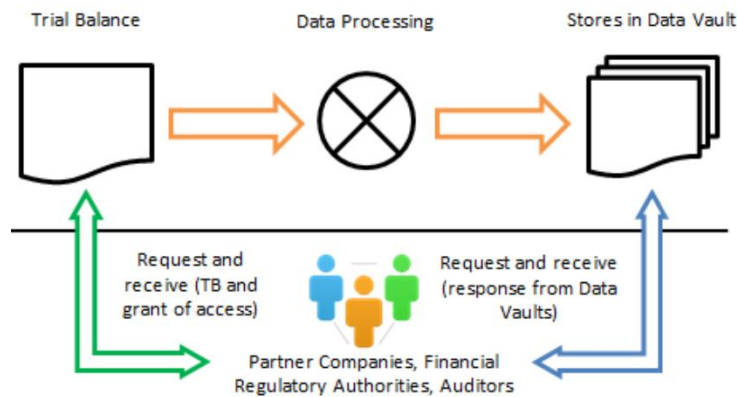 Trial Balance
Data Processing
Stores in Data Vault
Request and
receive (TB and
grant of access)
Request and receive
(response from Data
Vaults)
Partner Companies, Financial
Regulatory Authorities, Auditors